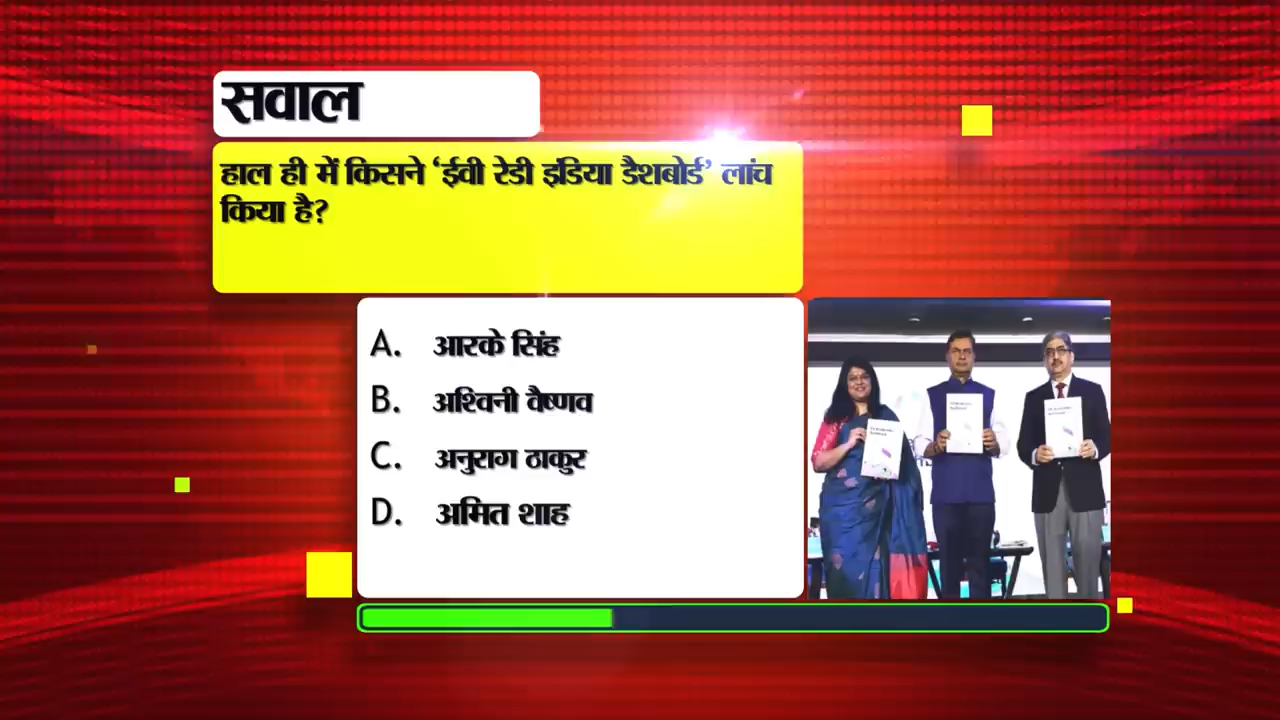 सवाल
हाल ही में किसने ‘ईवी रेडी इंडिया डैशबोर्ड’ लांच
किया है?
A. आरके सिंह
B. अश्विनी वैष्णव
C. अनुराग ठाकुर
D. अमित शाह